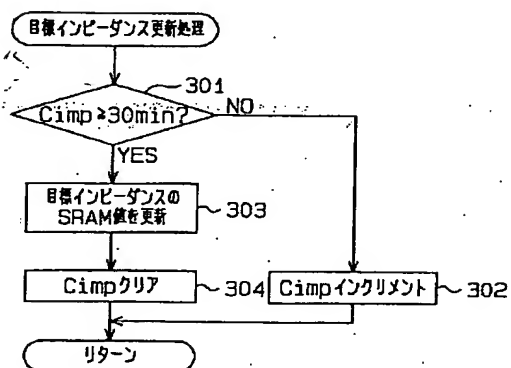 目標インピーダンス更新処理
301
Cimp≧30min?
NO
YES
目標インピーダンスの
SRAM値を更新
303
Cimpクリア
304
Cimpインクリメント
302
リターン